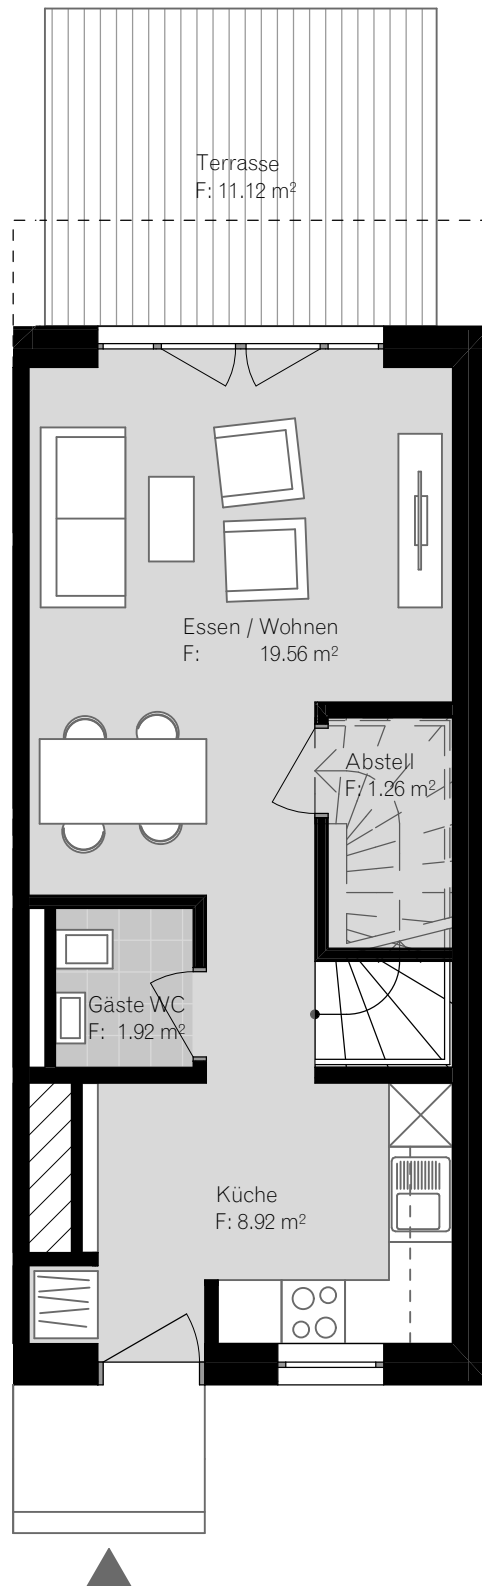 Terrasse
F: 11.12 m²
Essen / Wohnen
F: 19.56 m²
Abstell
F: 1.26 m²
Gäste WC
F: 1.92 m²
Küche
F: 8.92 m²